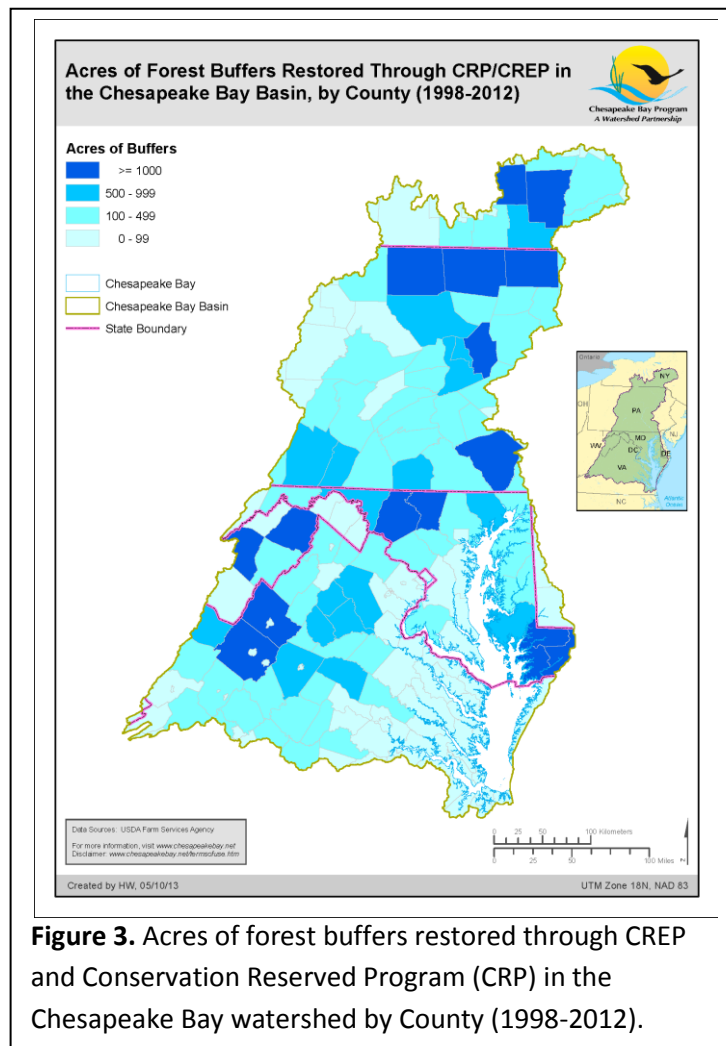 Acres of Forest Buffers Restored Through CRP/CREP in
the Chesapeake Bay Basin, by County (1998-2012)
Chesapeake Bay Program
A Watershed Partnership
Acres of Buffers
>= 1000
500 - 999
100 - 499
0 - 99
Chesapeake Bay
Chesapeake Bay Basin
State Boundary
Ontario
NY
PA
OH
NJ
MD
WV
DC
DE
VA
Atlantic
Ocean
NC
Data Sources: USDA Farm Services Agency
For more information, visit www.chesapeakebay.net
Disclaimer: www.chesapeakebay.net/termsofuse.htm
0 25 50 100 Kilometers
0 25 50 100 Miles
Z
Created by HW, 05/10/13
UTM Zone 18N, NAD 83
Figure 3. Acres of forest buffers restored through CREP
and Conservation Reserved Program (CRP) in the
Chesapeake Bay watershed by County (1998-2012).